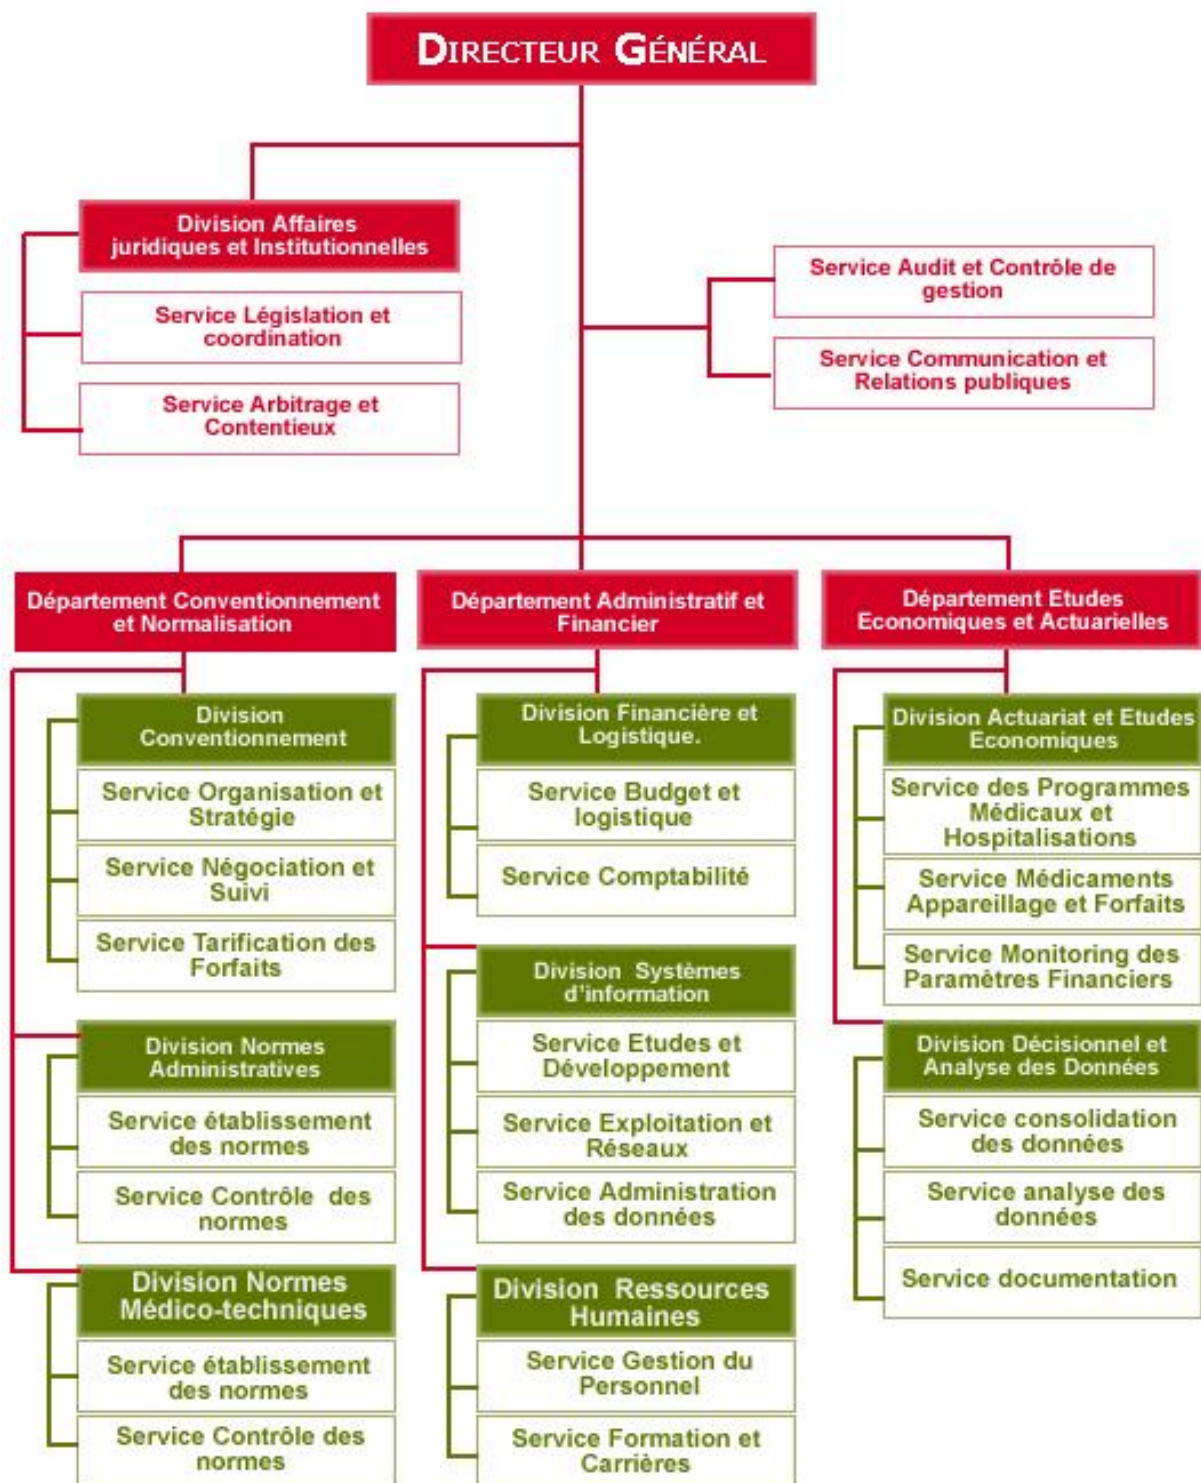 DIRECTEUR GÉNÉRAL
Division Affaires
juridiques et Institutionnelles
Service Législation et
coordination
Service Arbitrage et
Contentieux
Service Audit et Contrôle de
gestion
Service Communication et
Relations publiques
Département Conventionnement
et Normalisation
Division
Conventionnement
Service Organisation et
Stratégie
Service Négociation et
Suivi
Service Tarification des
Forfaits
Division Normes
Administratives
Service établissement
des normes
Service Contrôle des
normes
Division Normes
Médico-techniques
Service établissement
des normes
Service Contrôle des
normes
Département Administratif et
Financier
Division Financière et
Logistique.
Service Budget et
logistique
Service Comptabilité
Division Systèmes
d'information
Service Etudes et
Développement
Service Exploitation et
Réseaux
Service Administration
des données
Division Ressources
Humaines
Service Gestion du
Personnel
Service Formation et
Carrières
Département Etudes
Economiques et Actuarielles
Division Actuariat et Etudes
Economiques
Service des Programmes
Médicaux et
Hospitalisations
Service Médicaments
Appareillage et Forfaits
Service Monitoring des
Paramètres Financiers
Division Décisionnel et
Analyse des Données
Service consolidation
des données
Service analyse des
données
Service documentation